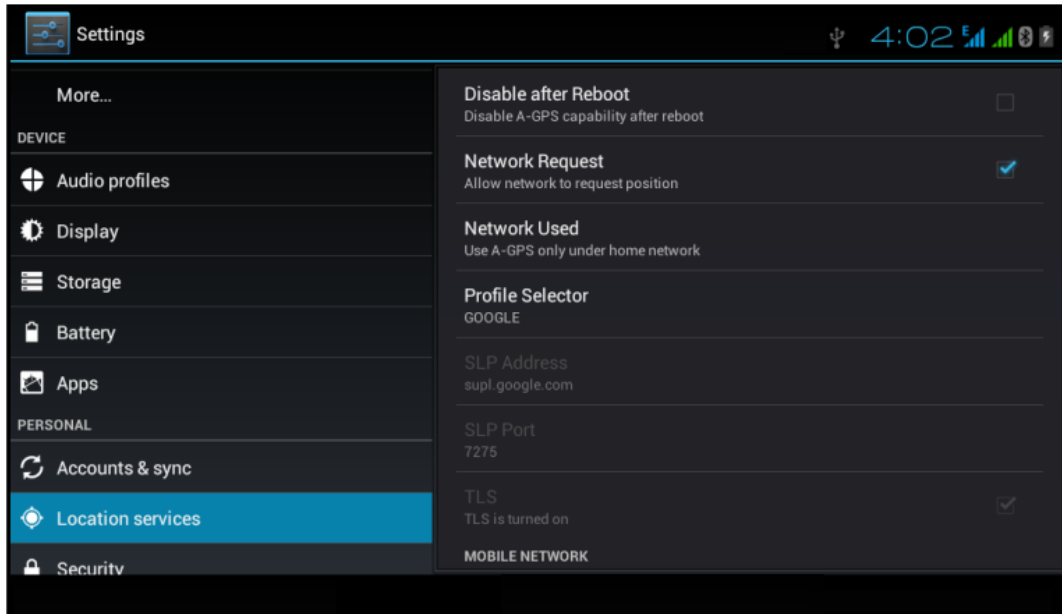 Settings
4:02
E
More...
DEVICE
Audio profiles
Display
Storage
Battery
Apps
PERSONAL
Accounts & sync
Location services
Security
Disable after Reboot
Disable A-GPS capability after reboot
Network Request
Allow network to request position
Network Used
Use A-GPS only under home network
Profile Selector
GOOGLE
SLP Address
supl.google.com
SLP Port
7275
TLS
TLS is turned on
MOBILE NETWORK